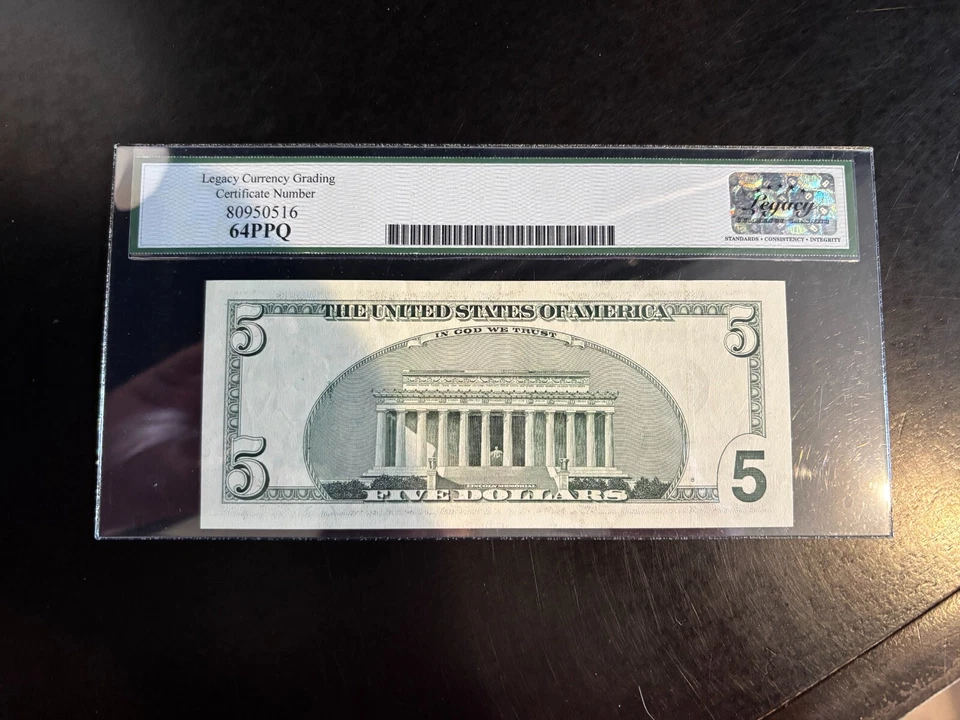 Legacy Currency Grading
Certificate Number
80950516
64PPQ
Legacy
STANDARDS • CONSISTENCY • INTEGRITY
5 THE UNITED STATES OF AMERICA 5
IN GOD WE TRUST
LINCOLN MEMORIAL
5 FIVE DOLLARS 5